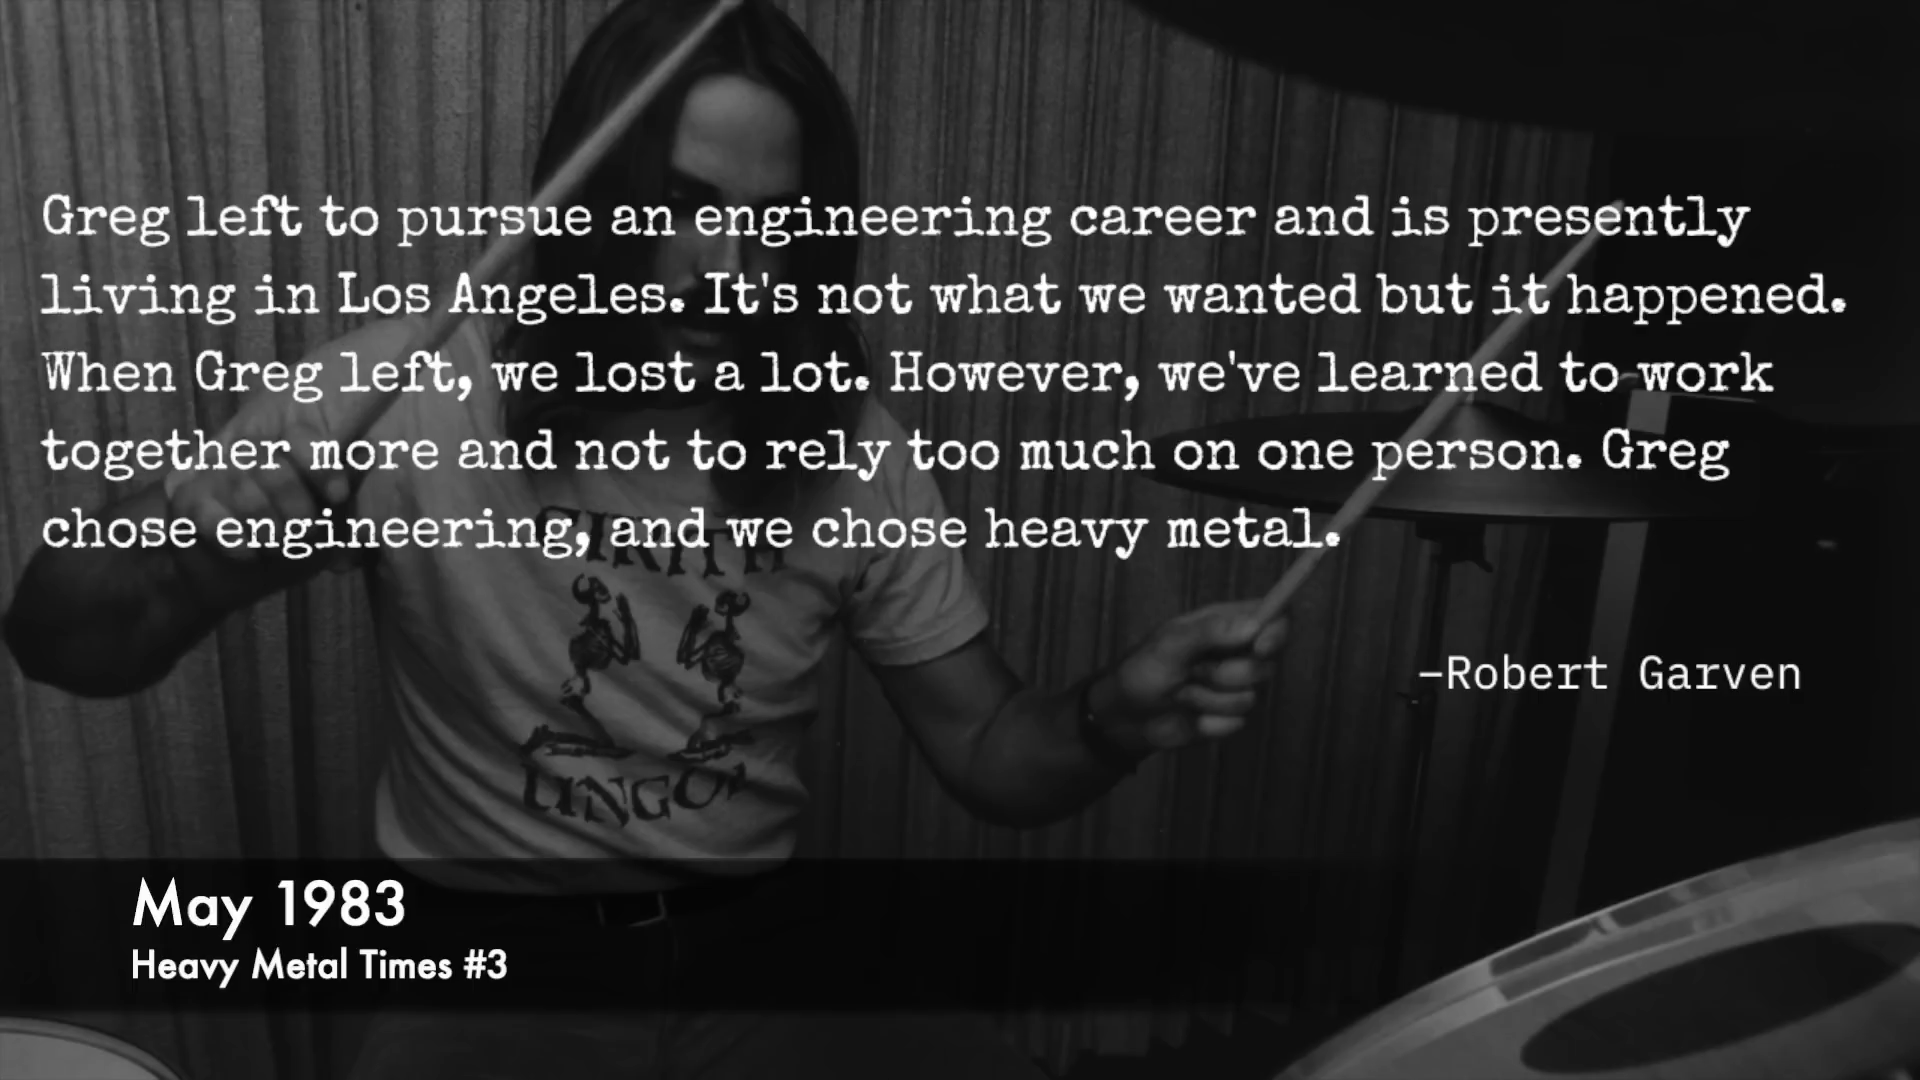 Greg left to pursue an engineering career and is presently
living in Los Angeles. It's not what we wanted but it happened.
When Greg left, we lost a lot. However, we've learned to work
together more and not to rely too much on one person. Greg
chose engineering, and we chose heavy metal.
–Robert Garven
CIRITH
UNGOL
May 1983
Heavy Metal Times #3